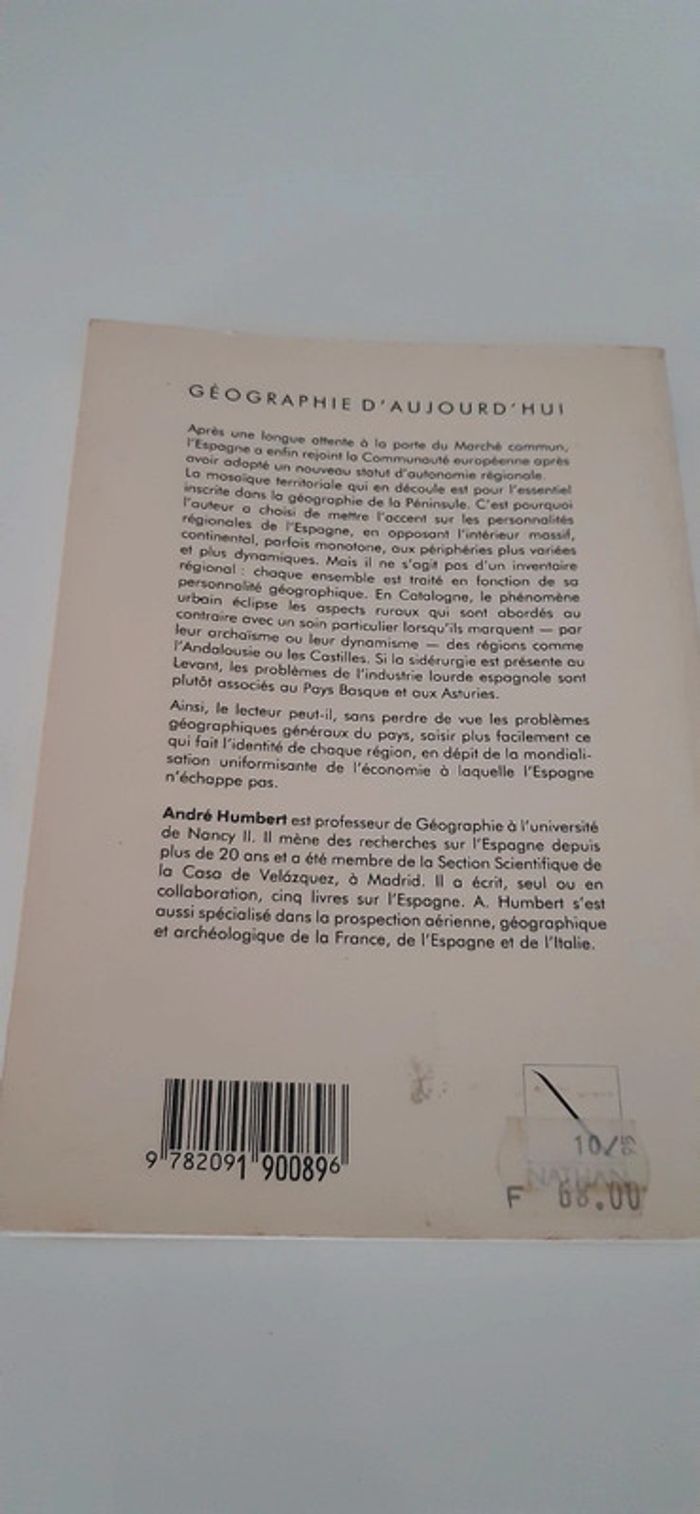 GÉOGRAPHIE D'AUJOURD'HUI
Après une longue attente à la porte du Marché commun,
l'Espagne a enfin rejoint la Communauté européenne après
avoir adopté un nouveau statut d'autonomie régionale.
La mosaïque territoriale qui en découle est pour l'essentiel
inscrite dans la géographie de la Péninsule. C'est pourquoi
l'auteur a choisi de mettre l'accent sur les personnalités
régionales de l'Espagne, en opposant l'intérieur massif,
continental, parfois monotone, aux périphéries plus variées
et plus dynamiques. Mais il ne s'agit pas d'un inventaire
régional : chaque ensemble est traité en fonction de sa
personnalité géographique. En Catalogne, le phénomène
urbain éclipse les aspects ruraux qui sont abordés au
contraire avec un soin particulier lorsqu'ils marquent — par
leur archaïsme ou leur dynamisme — des régions comme
l'Andalousie ou les Castilles. Si la sidérurgie est présente au
Levant, les problèmes de l'industrie lourde espagnole sont
plutôt associés au Pays Basque et aux Asturies.
Ainsi, le lecteur peut-il, sans perdre de vue les problèmes
géographiques généraux du pays, saisir plus facilement ce
qui fait l'identité de chaque région, en dépit de la mondiali-
sation uniformisante de l'économie à laquelle l'Espagne
n'échappe pas.
André Humbert est professeur de Géographie à l'université
de Nancy II. Il mène des recherches sur l'Espagne depuis
plus de 20 ans et a été membre de la Section Scientifique de
la Casa de Velázquez, à Madrid. Il a écrit, seul ou en
collaboration, cinq livres sur l'Espagne. A. Humbert s'est
aussi spécialisé dans la prospection aérienne, géographique
et archéologique de la France, de l'Espagne et de l'Italie.
9 782091 900896
10/
NATHAN
F 68.00